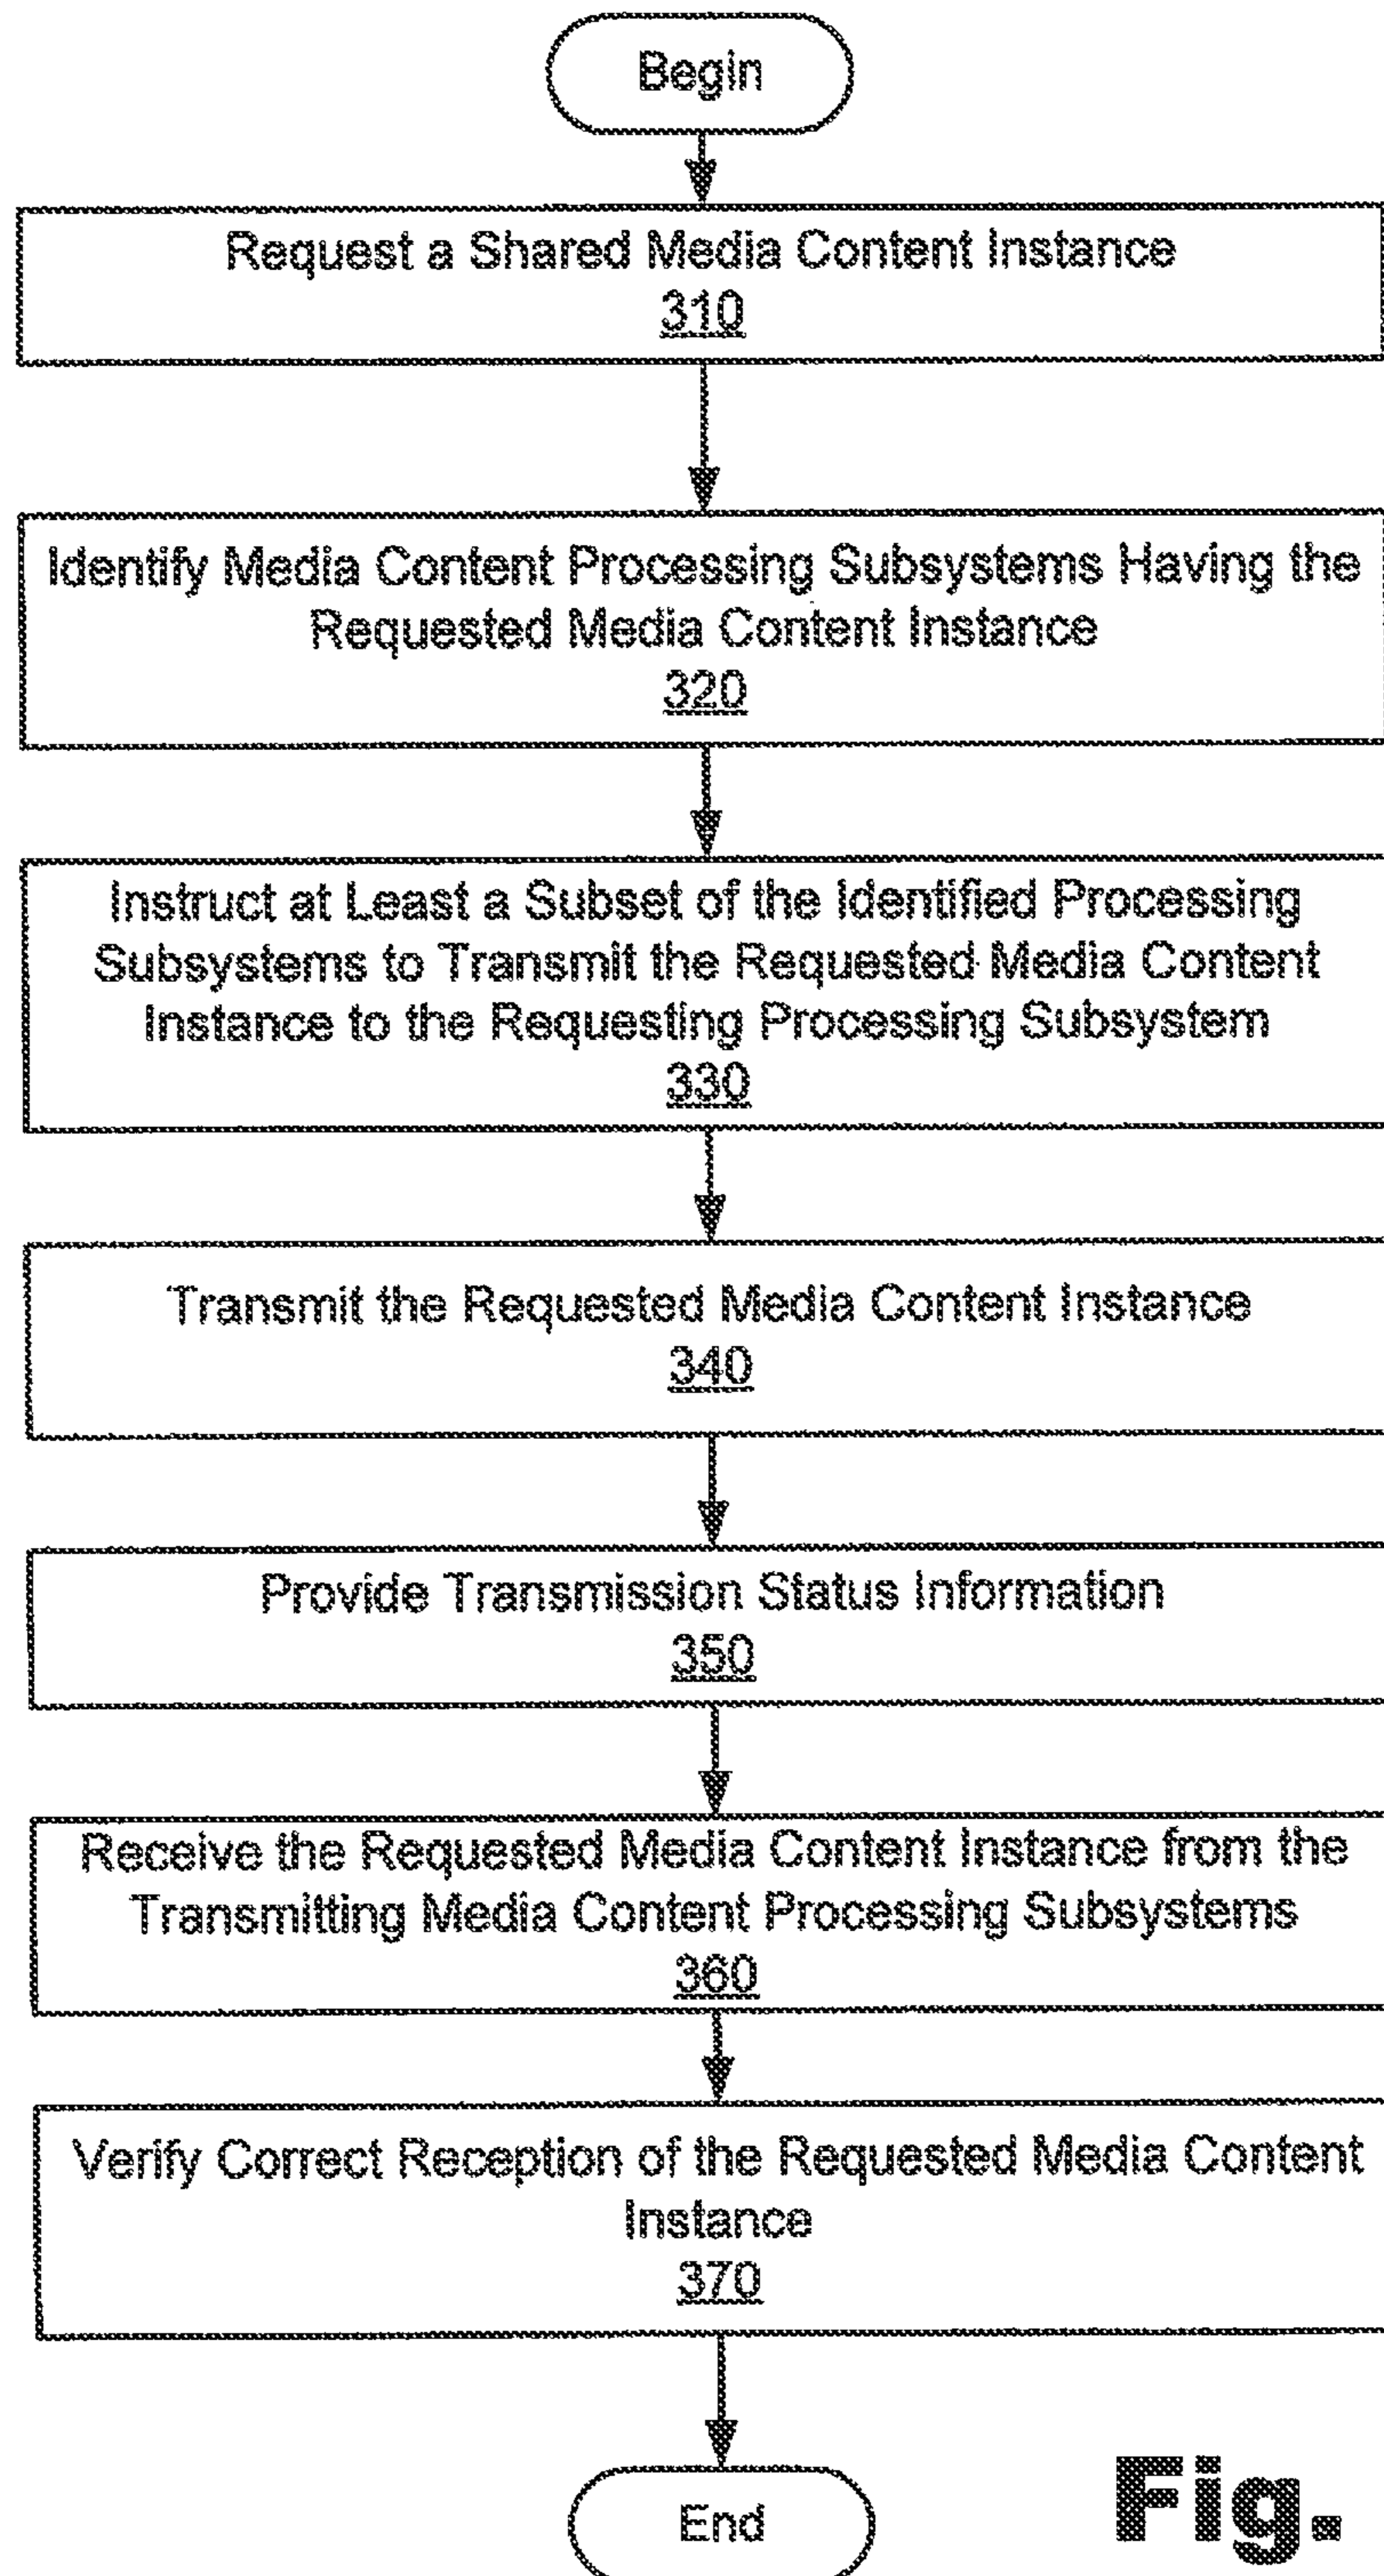 Begin
Request a Shared Media Content Instance
310
Identify Media Content Processing Subsystems Having the
Requested Media Content Instance
320
Instruct at Least a Subset of the Identified Processing
Subsystems to Transmit the Requested Media Content
Instance to the Requesting Processing Subsystem
330
Transmit the Requested Media Content Instance
340
Provide Transmission Status Information
350
Receive the Requested Media Content Instance from the
Transmitting Media Content Processing Subsystems
360
Verify Correct Reception of the Requested Media Content
Instance
370
End
Fig.